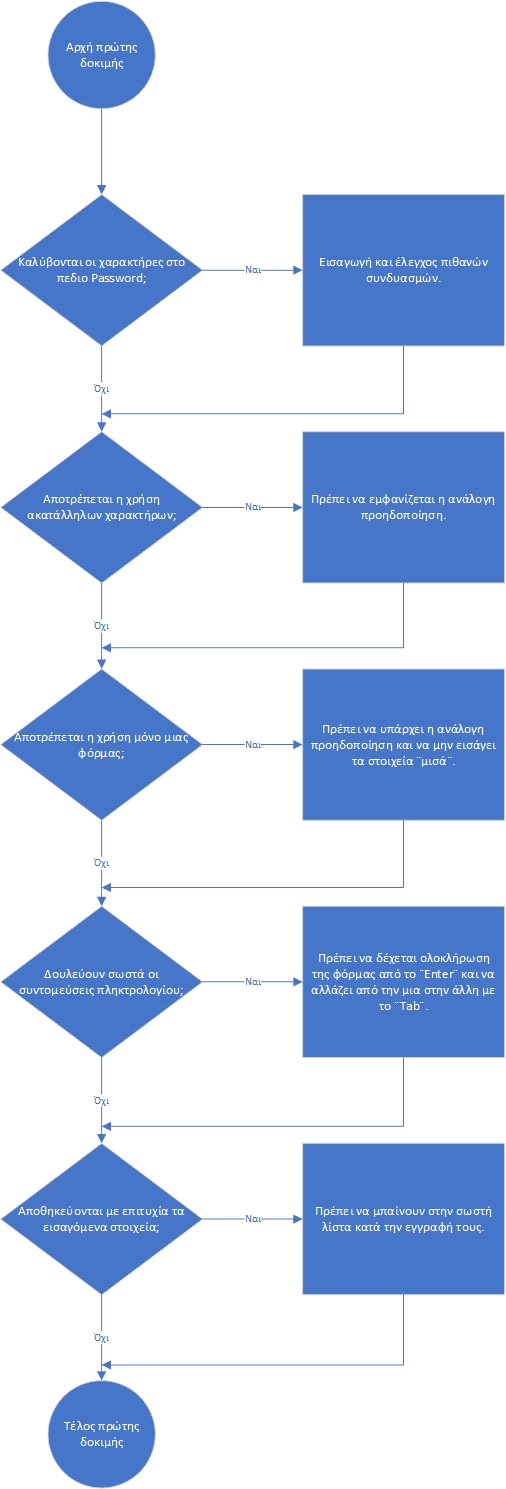 Αρχή πρώτης
δοκιμής
Καλύβονται οι χαρακτήρες στο
πεδιο Password;
Ναι
Εισαγωγή και έλεγχος πιθανών
συνδυασμών.
Όχι
Αποτρέπεται η χρήση
ακατάλληλων χαρακτήρων;
Ναι
Πρέπει να εμφανίζεται η ανάλογη
προηδοποίηση.
Όχι
Αποτρέπεται η χρήση μόνο μιας
φόρμας;
Ναι
Πρέπει να υπάρχει η ανάλογη
προηδοποίηση και να μην εισάγει
τα στοιχεία ¨μισά¨.
Όχι
Δουλεύουν σωστά οι
συντομεύσεις πληκτρολογίου;
Ναι
Πρέπει να δέχεται ολοκλήρωση
της φόρμας από το ¨Enter¨ και να
αλλάζει από την μια στην άλλη με
το ¨Tab¨.
Όχι
Αποθηκεύονται με επιτυχία τα
εισαγόμενα στοιχεία;
Ναι
Πρέπει να μπαίνουν στην σωστή
λίστα κατά την εγγραφή τους.
Όχι
Τέλος πρώτης
δοκιμής